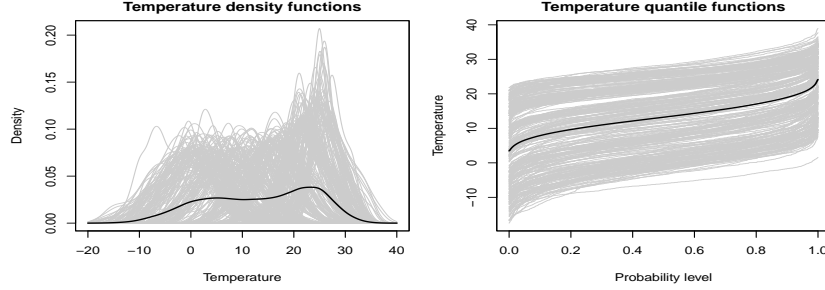 Temperature density functions
Density
0.00 0.05 0.10 0.15 0.20
−20 −10 0 10 20 30 40
Temperature
Temperature quantile functions
Temperature
−10 0 10 20 30 40
0.0 0.2 0.4 0.6 0.8 1.0
Probability level